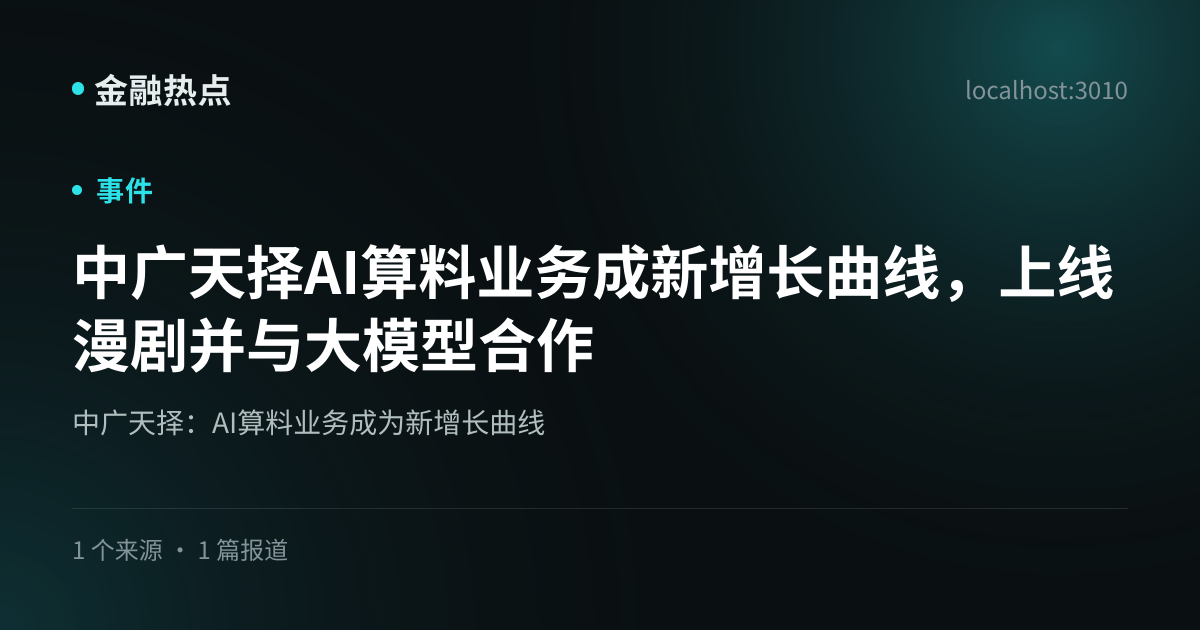 金融热点
localhost:3010
事件
中广天择AI算料业务成新增长曲线，上线
漫剧并与大模型合作
中广天择：AI算料业务成为新增长曲线
1 个来源 · 1 篇报道